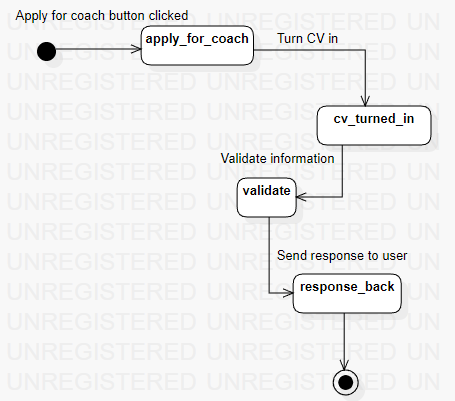 Apply for coach button clicked
apply_for_coach
Turn CV in
cv_turned_in
Validate information
validate
Send response to user
response_back
UNREGISTERED UNREGISTERED UN
UNREGISTERED UNREGISTERED UN
UNREGISTERED UNREGISTERED UN
UNREGISTERED UNREGISTERED UN
UNREGISTERED UNREGISTERED UN
UNREGISTERED UNREGISTERED UN
UNREGISTERED UNREGISTERED UN
UNREGISTERED UNREGISTERED UN
UNREGISTERED UNREGISTERED UN
UNREGISTERED UNREGISTERED UN
UNREGISTERED UNREGISTERED UN
UNREGISTERED UNREGISTERED UN
UNREGISTERED UNREGISTERED UN